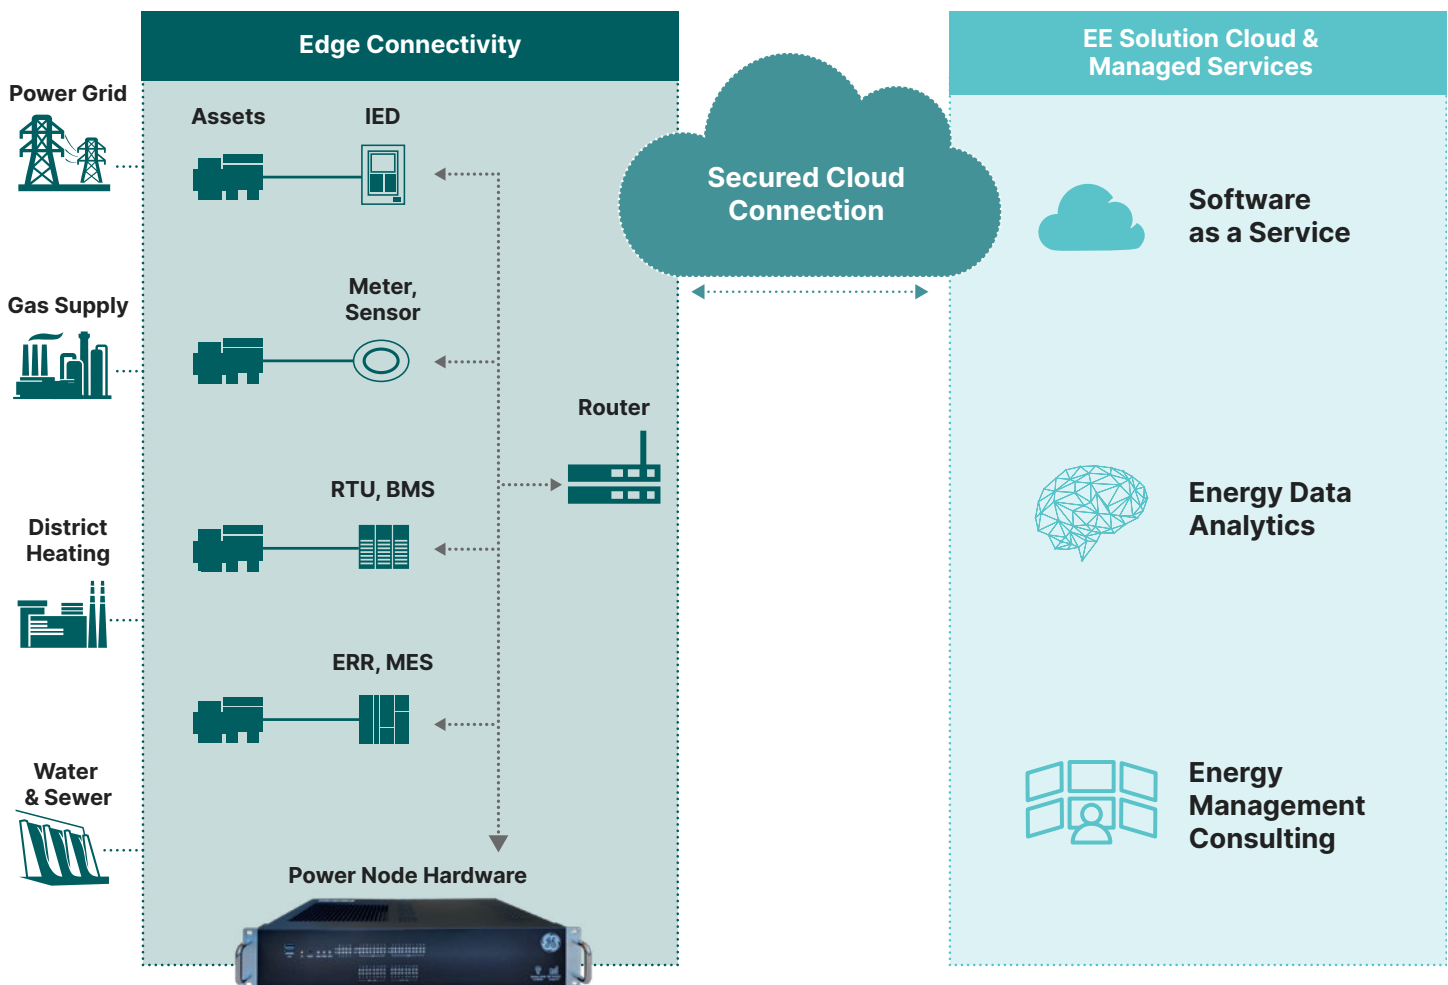 Edge Connectivity
EE Solution Cloud &
Managed Services
Power Grid
Assets
IED
Secured Cloud
Connection
Software
as a Service
Gas Supply
Meter,
Sensor
Router
RTU, BMS
Energy Data
Analytics
District
Heating
ERR, MES
Water
& Sewer
Energy
Management
Consulting
Power Node Hardware